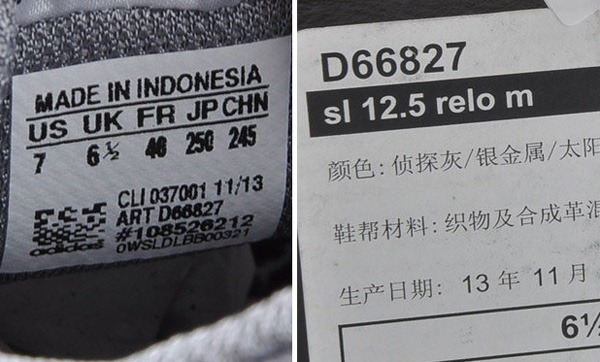 MADE IN INDONESIA
US UK FR JP CHN
7 6½ 40 250 245
CLI 037001 11/13
ART D66827
#108526212
0WSLDLBB00321
adidas
D66827
sl 12.5 relo m
颜色: 侦探灰/银金属/太阳
鞋帮材料: 织物及合成革混
生产日期: 13 年 11 月
6½